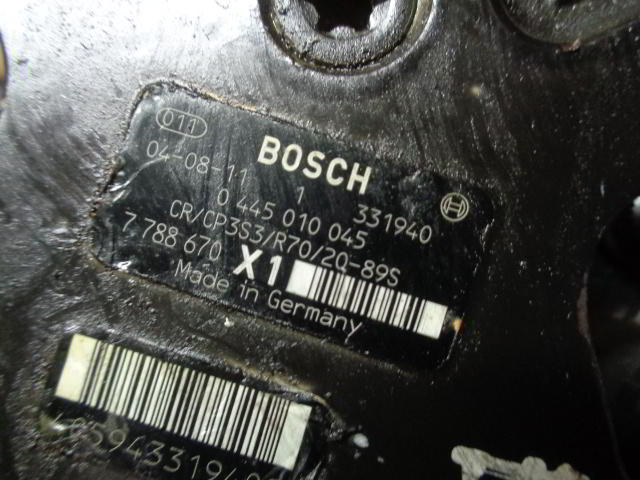 011
BOSCH
04-08-11 1 331940
0 445 010 045
CR/CP3S3/R70/20-89S
7 788 670 X1
Made in Germany